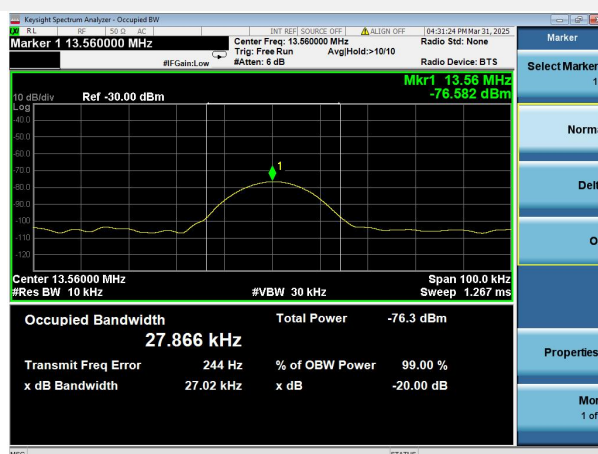 Keysight Spectrum Analyzer - Occupied BW
RL RF 50 Ω AC INT REF SOURCE OFF ALIGN OFF 04:31:24 PM Mar 31, 2025
Marker 1 13.560000 MHz
Center Freq: 13.560000 MHz
Radio Std: None
Trig: Free Run Avg|Hold:>10/10
#IFGain:Low
#Atten: 6 dB
Radio Device: BTS
Mkr1 13.56 MHz
-76.582 dBm
10 dB/div Ref -30.00 dBm
Log
-40.0
-50.0
-60.0
-70.0
-80.0
-90.0
-100
-110
-120
1
Center 13.56000 MHz
Span 100.0 kHz
#Res BW 10 kHz
#VBW 30 kHz
Sweep 1.267 ms
Occupied Bandwidth
27.866 kHz
Total Power -76.3 dBm
Transmit Freq Error 244 Hz
% of OBW Power 99.00 %
x dB Bandwidth 27.02 kHz
x dB -20.00 dB
MSG
STATUS
Marker
Select Marker
1
Norma
Delt
O
Properties
Mor
1 of